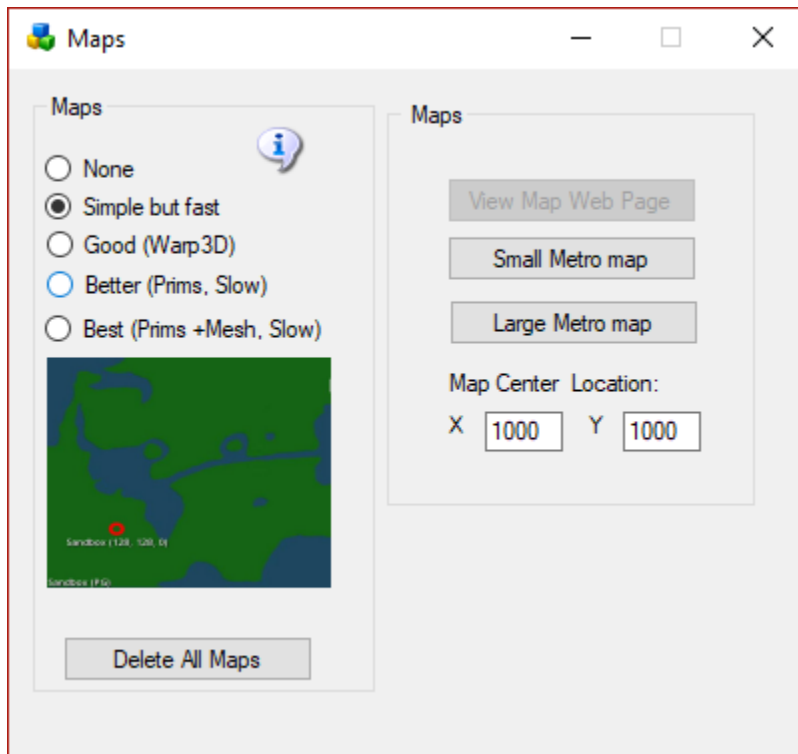 Maps
Maps
None
Simple but fast
Good (Warp3D)
Better (Prims, Slow)
Best (Prims +Mesh, Slow)
Sandbox (128, 128, 0)
Sandbox (PG)
Delete All Maps
Maps
View Map Web Page
Small Metro map
Large Metro map
Map Center Location:
X 1000 Y 1000